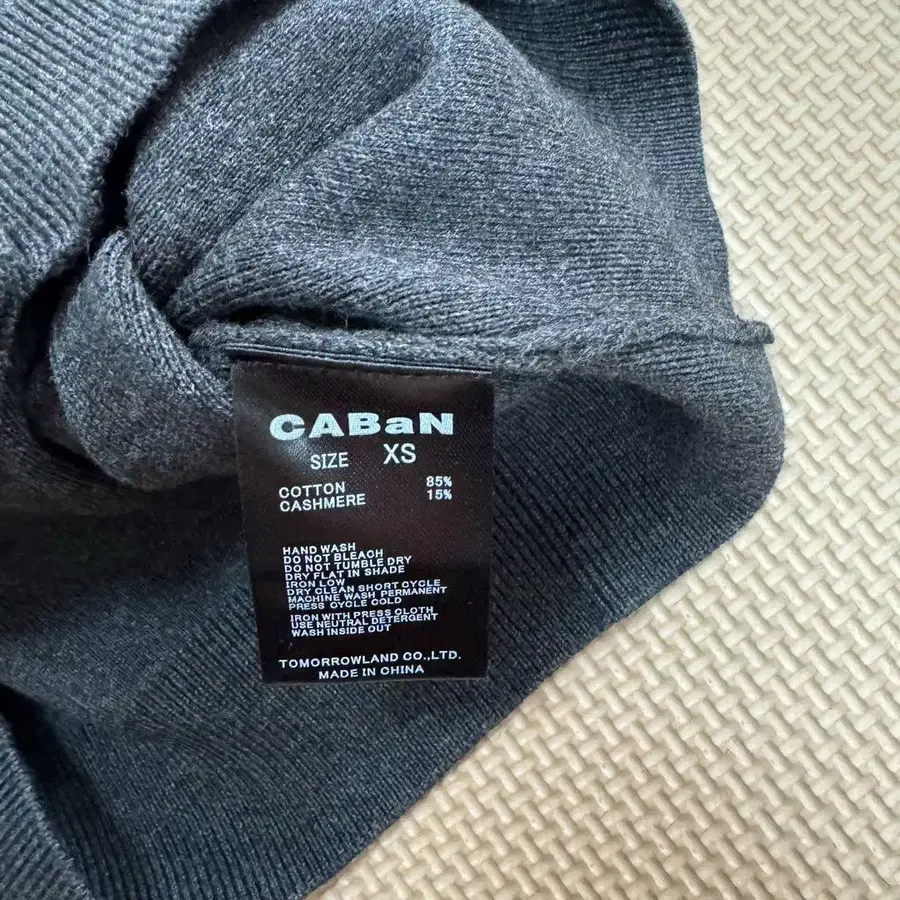 CABaN
SIZE XS
COTTON 85%
CASHMERE 15%
HAND WASH
DO NOT BLEACH
DO NOT TUMBLE DRY
DRY FLAT IN SHADE
IRON LOW
DRY CLEAN SHORT CYCLE
MACHINE WASH PERMANENT
PRESS CYCLE COLD
IRON WITH PRESS CLOTH
USE NEUTRAL DETERGENT
WASH INSIDE OUT
TOMORROWLAND CO.,LTD.
MADE IN CHINA